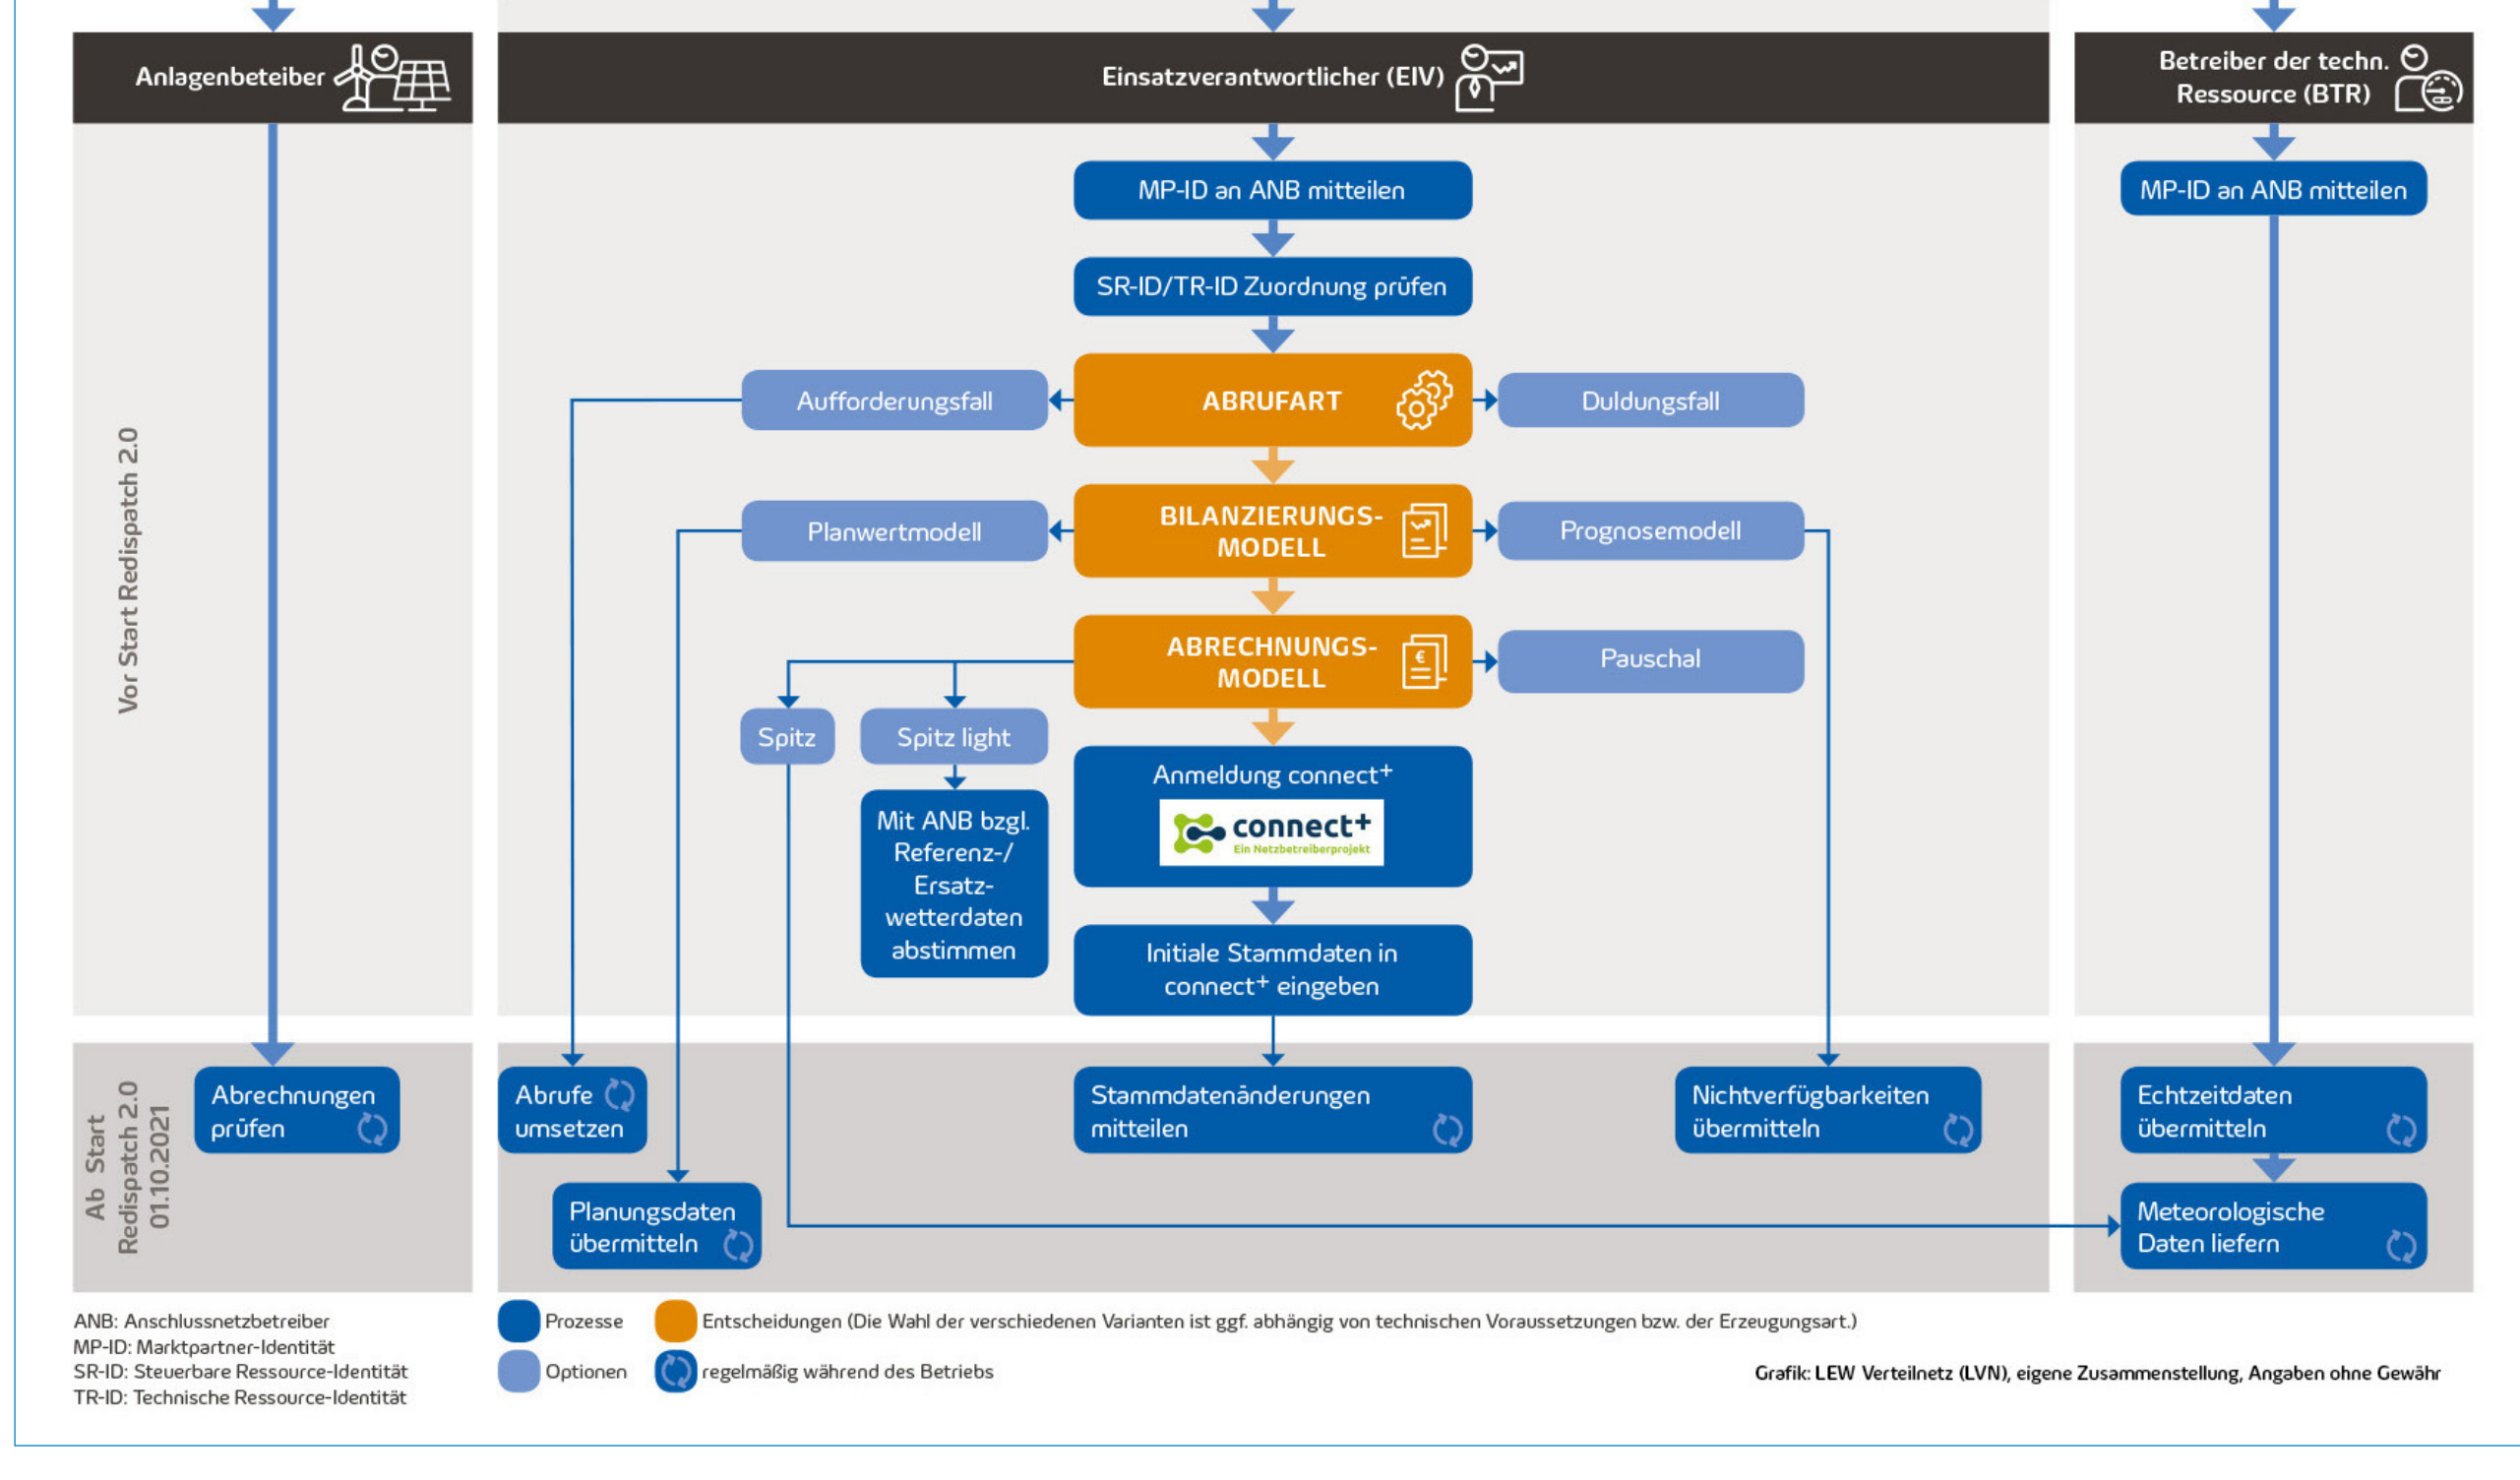 Anlagenbeteiber
Einsatzverantwortlicher (EIV)
Betreiber der techn.
Ressource (BTR)
Vor Start Redispatch 2.0
MP-ID an ANB mitteilen
MP-ID an ANB mitteilen
SR-ID/TR-ID Zuordnung prüfen
Aufforderungsfall
ABRUFART
Duldungsfall
Planwertmodell
BILANZIERUNGS-
MODELL
Prognosemodell
ABRECHNUNGS-
MODELL
€
Pauschal
Spitz
Spitz light
Mit ANB bzgl.
Referenz-/
Ersatz-
wetterdaten
abstimmen
Anmeldung connect+
connect+
Ein Netzbetreiberprojekt
Initiale Stammdaten in
connect+ eingeben
Ab Start
Redispatch 2.0
01.10.2021
Abrechnungen
prüfen
Abrufe
umsetzen
Stammdatenänderungen
mitteilen
Nichtverfügbarkeiten
übermitteln
Echtzeitdaten
übermitteln
Planungsdaten
übermitteln
Meteorologische
Daten liefern
ANB: Anschlussnetzbetreiber
MP-ID: Marktpartner-Identität
SR-ID: Steuerbare Ressource-Identität
TR-ID: Technische Ressource-Identität
Prozesse
Entscheidungen (Die Wahl der verschiedenen Varianten ist ggf. abhängig von technischen Voraussetzungen bzw. der Erzeugungsart.)
Optionen
regelmäßig während des Betriebs
Grafik: LEW Verteilnetz (LVN), eigene Zusammenstellung, Angaben ohne Gewähr